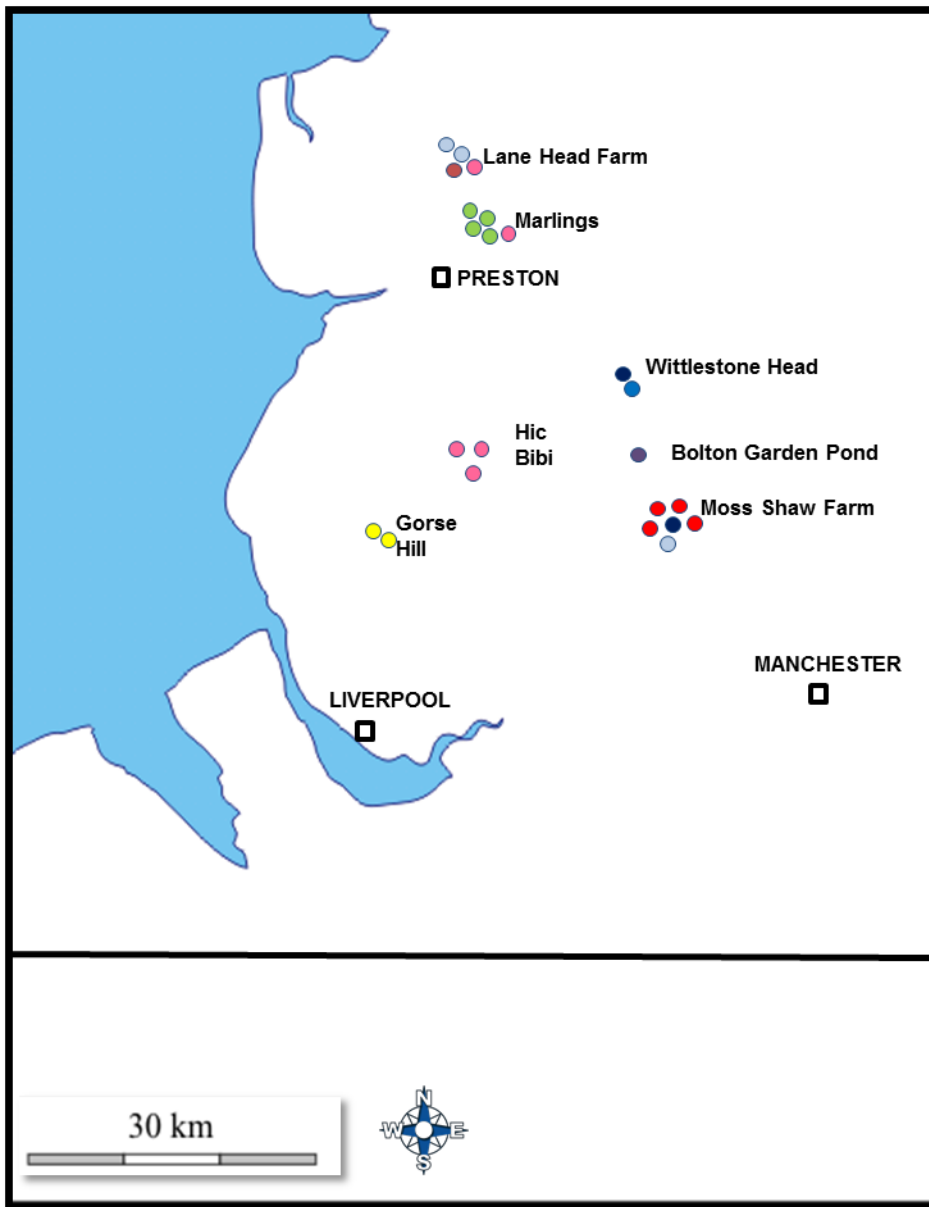 Lane Head Farm
Marlings
PRESTON
Wittlestone Head
Hic
Bibi
Bolton Garden Pond
Moss Shaw Farm
Gorse
Hill
MANCHESTER
LIVERPOOL
30 km
N
W E
S